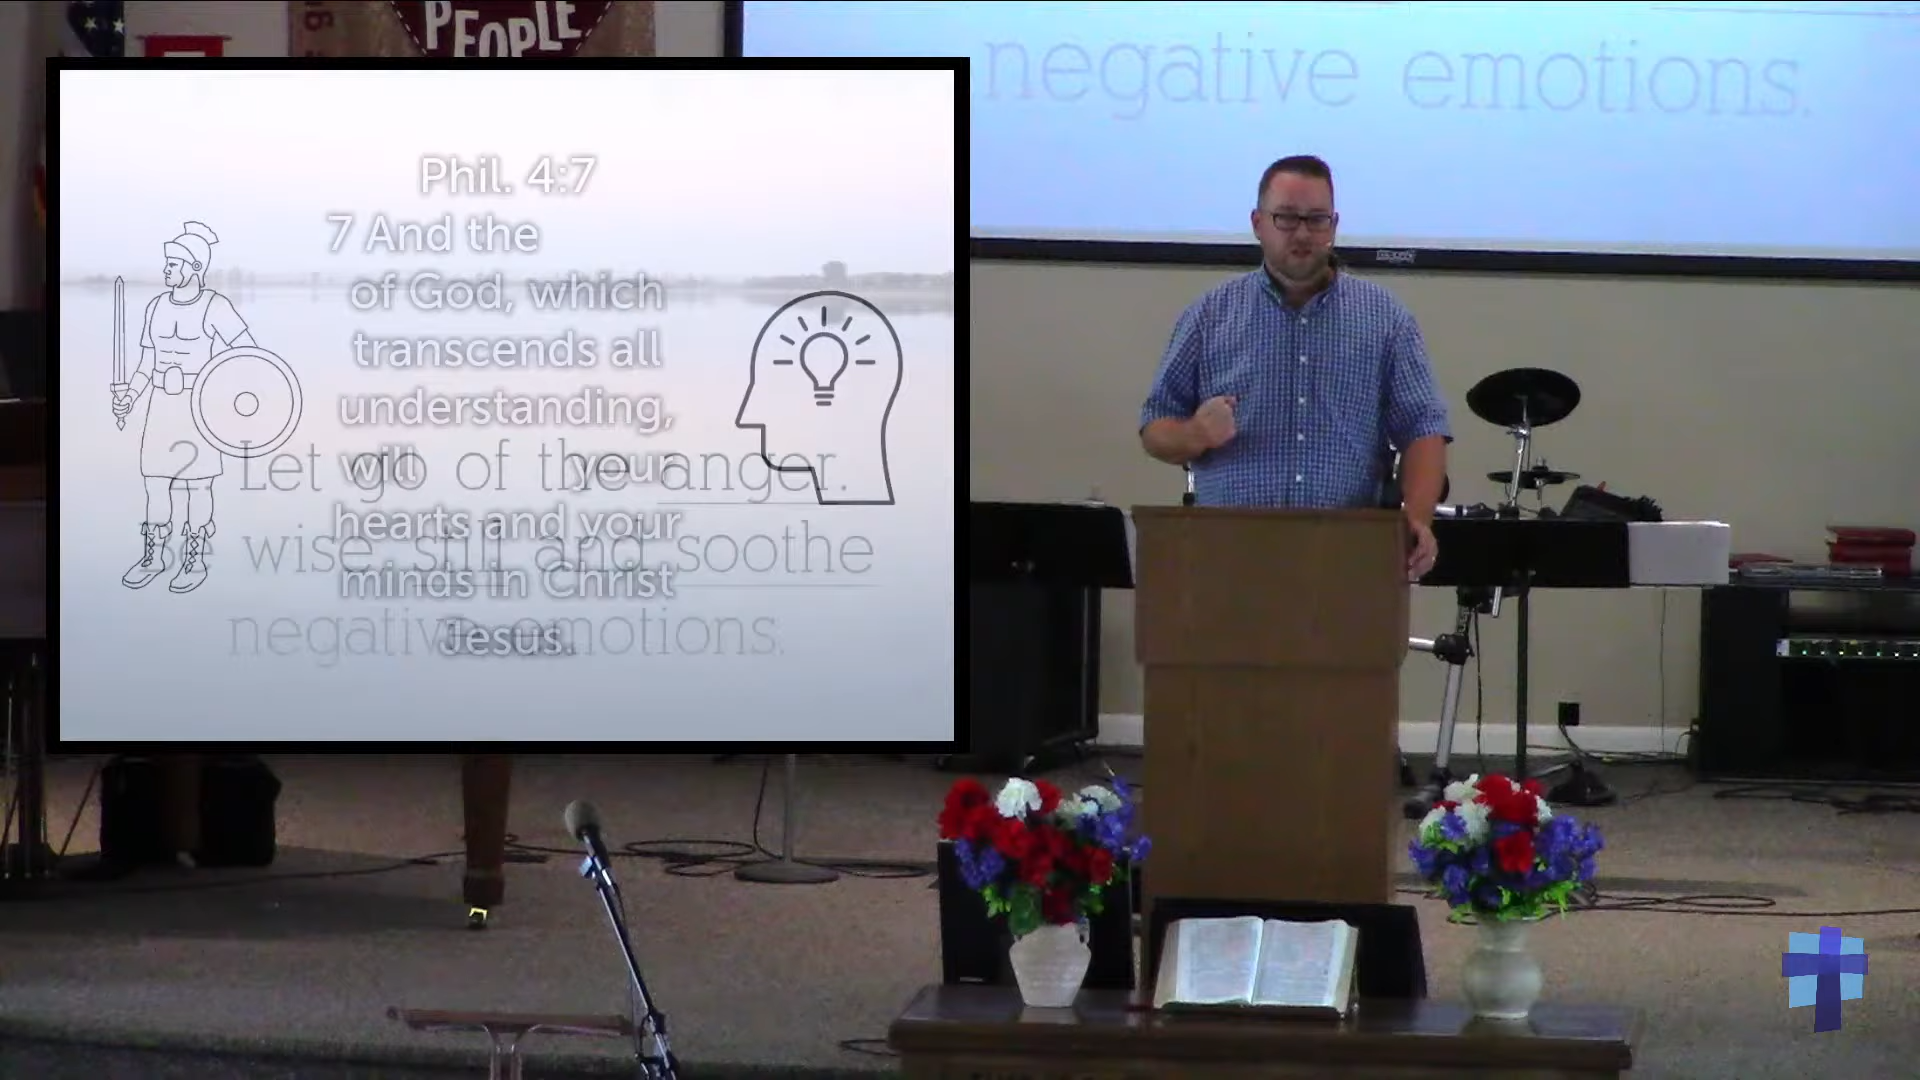 PEOPLE
negative emotions.
Phil. 4:7
7 And the
of God, which
transcends all
understanding,
will your
hearts and your
minds in Christ
Jesus.
2. Let go of the anger.
Be wise, still and soothe
negative emotions.